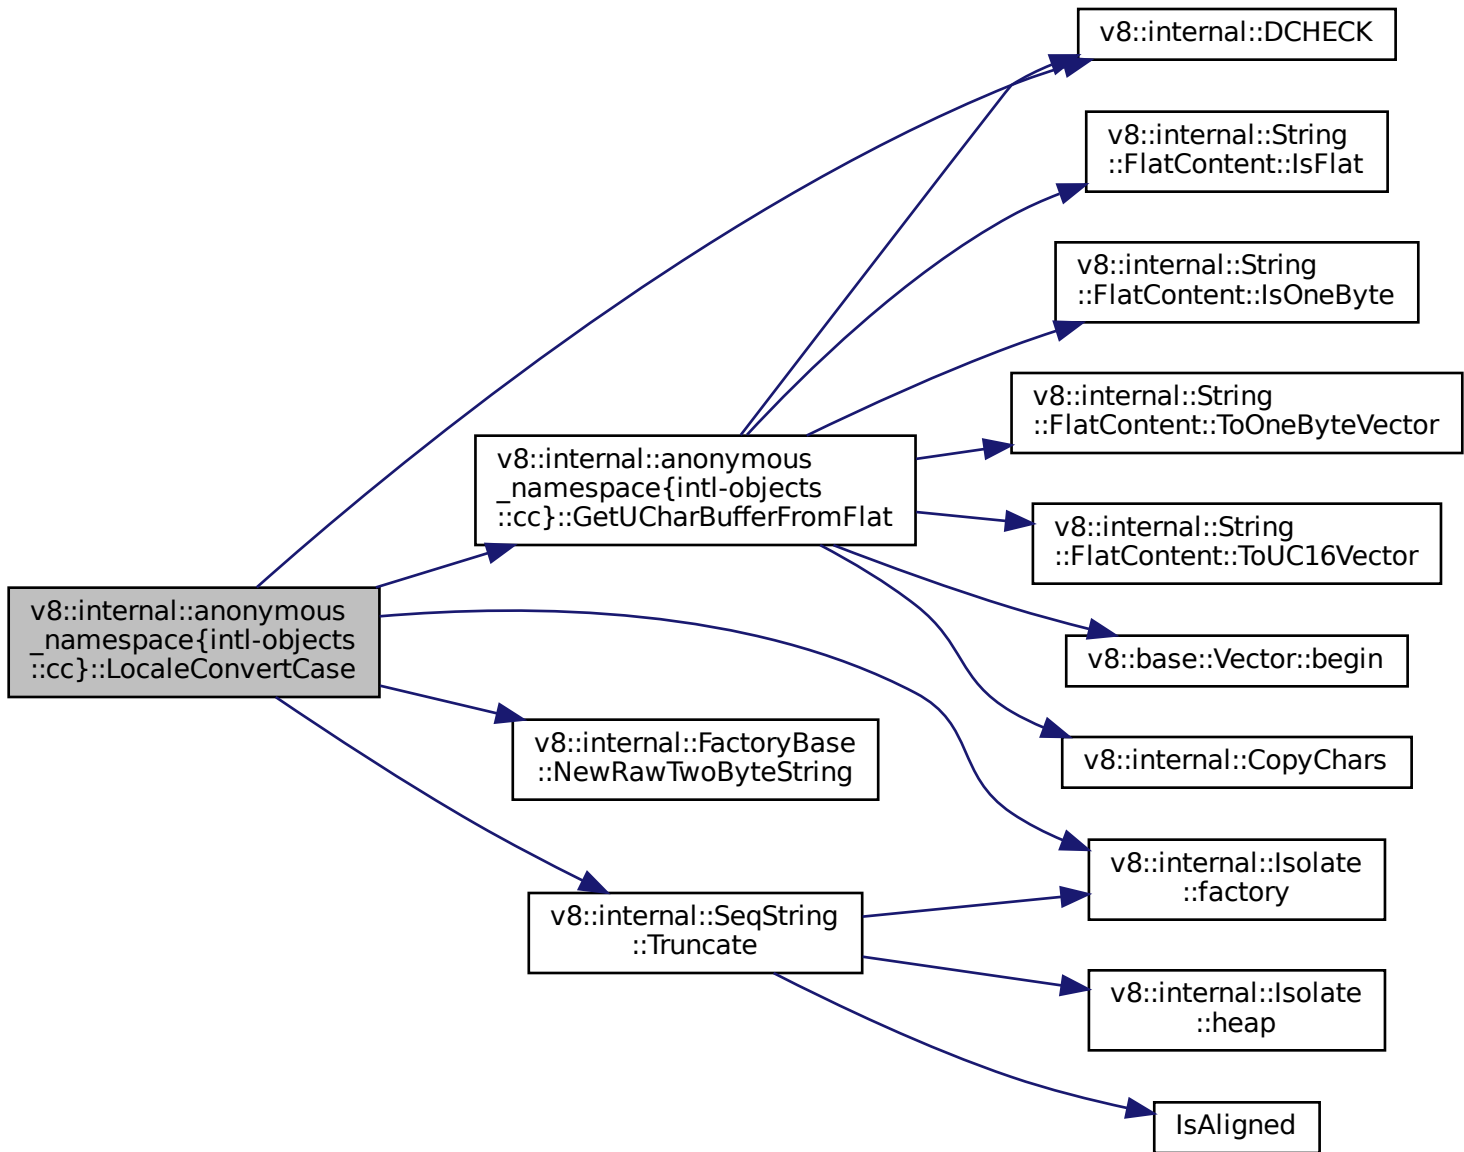 v8::internal::DCHECK
v8::internal::String
::FlatContent::IsFlat
v8::internal::String
::FlatContent::IsOneByte
v8::internal::String
::FlatContent::ToOneByteVector
v8::internal::anonymous
_namespace{intl-objects
::cc}::GetUCharBufferFromFlat
v8::internal::String
::FlatContent::ToUC16Vector
v8::internal::anonymous
_namespace{intl-objects
::cc}::LocaleConvertCase
v8::base::Vector::begin
v8::internal::FactoryBase
::NewRawTwoByteString
v8::internal::CopyChars
v8::internal::Isolate
::factory
v8::internal::SeqString
::Truncate
v8::internal::Isolate
::heap
IsAligned